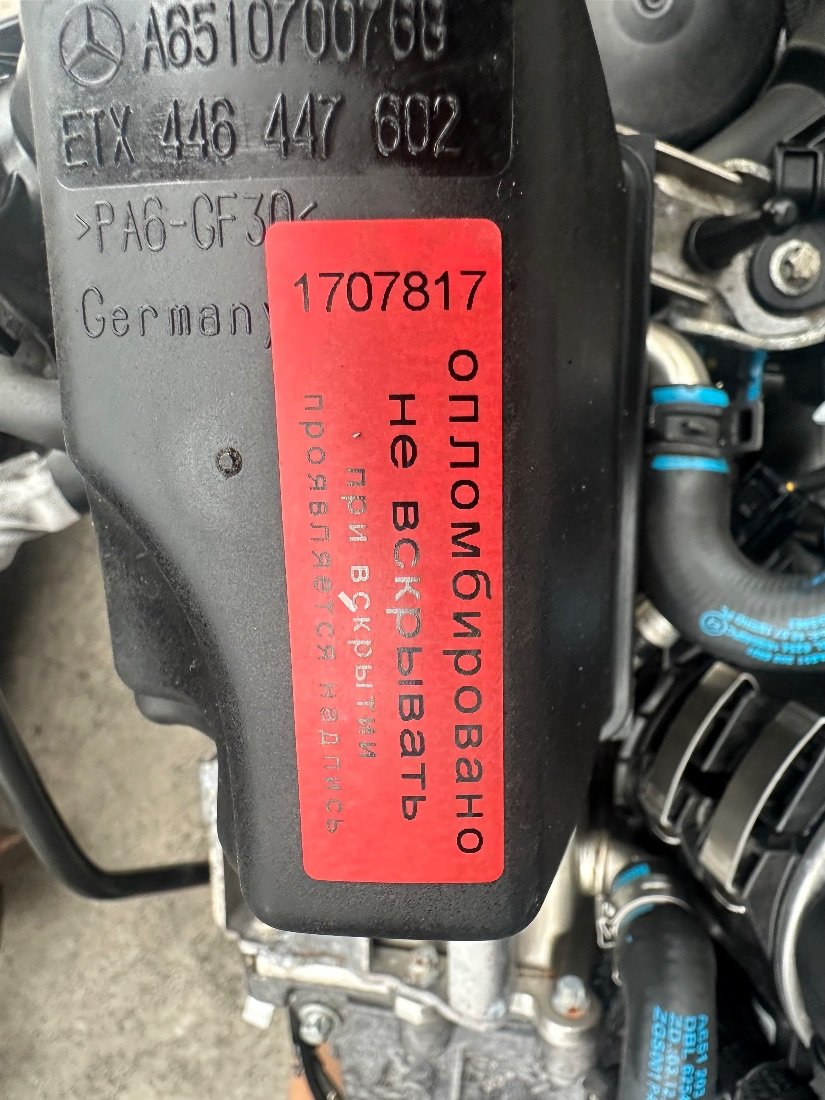 A6510700768
ETX 446 447 602
>PA6-GF30<
Germany
1707817
опломбировано
не вскрывать
при вскрытии
проявляется надпись